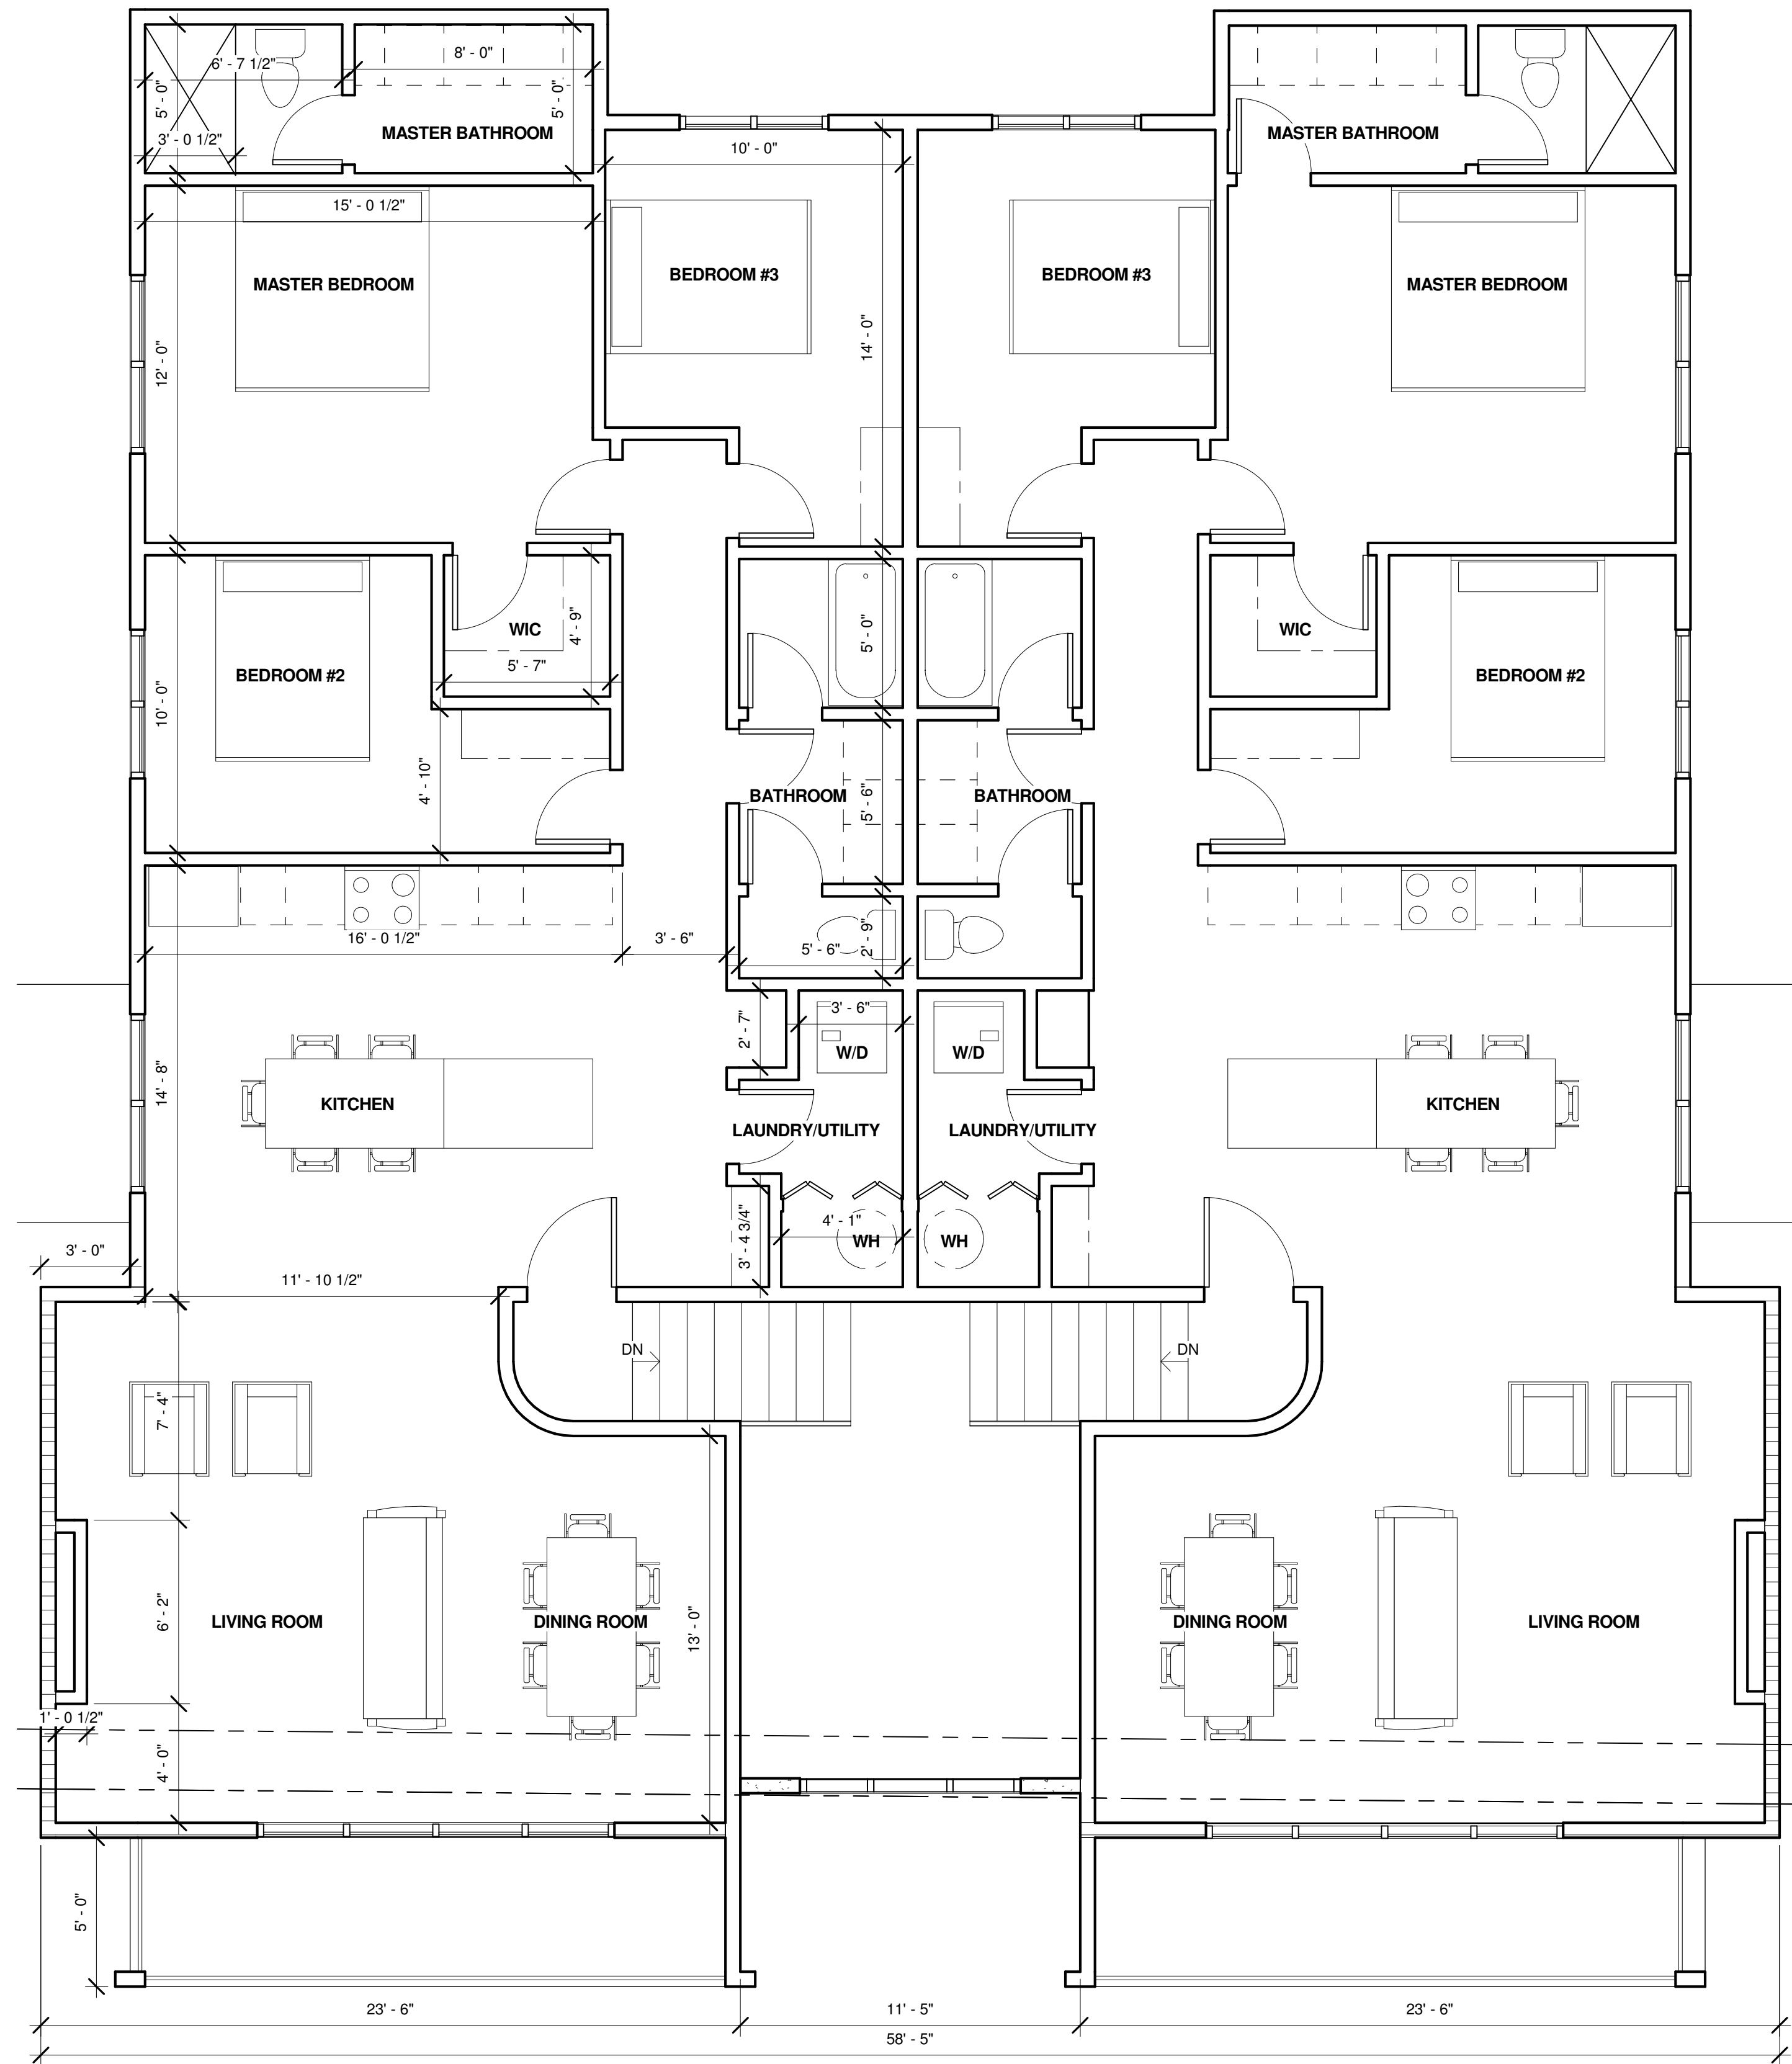 8' - 0"
6' - 7 1/2"
5' - 0"
5' - 0"
MASTER BATHROOM
MASTER BATHROOM
3' - 0 1/2"
10' - 0"
15' - 0 1/2"
BEDROOM #3
BEDROOM #3
MASTER BEDROOM
MASTER BEDROOM
14' - 0"
12' - 0"
WIC
4' - 9"
5' - 0"
WIC
5' - 7"
BEDROOM #2
BEDROOM #2
10' - 0"
4' - 10"
BATHROOM
5' - 6"
BATHROOM
16' - 0 1/2"
3' - 6"
5' - 6"
2' - 9"
3' - 6"
2' - 7"
W/D
W/D
14' - 8"
KITCHEN
KITCHEN
LAUNDRY/UTILITY
LAUNDRY/UTILITY
4' - 1"
3' - 4 3/4"
WH
WH
3' - 0"
11' - 10 1/2"
DN
DN
7' - 4"
6' - 2"
LIVING ROOM
DINING ROOM
13' - 0"
DINING ROOM
LIVING ROOM
1' - 0 1/2"
4' - 0"
5' - 0"
23' - 6"
11' - 5"
23' - 6"
58' - 5"